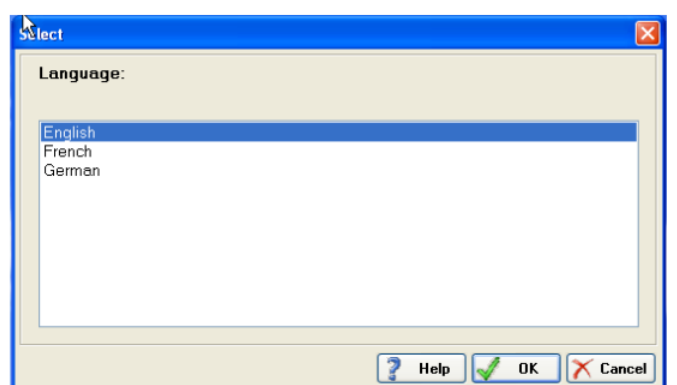 Select
Language:
English
French
German
Help OK Cancel